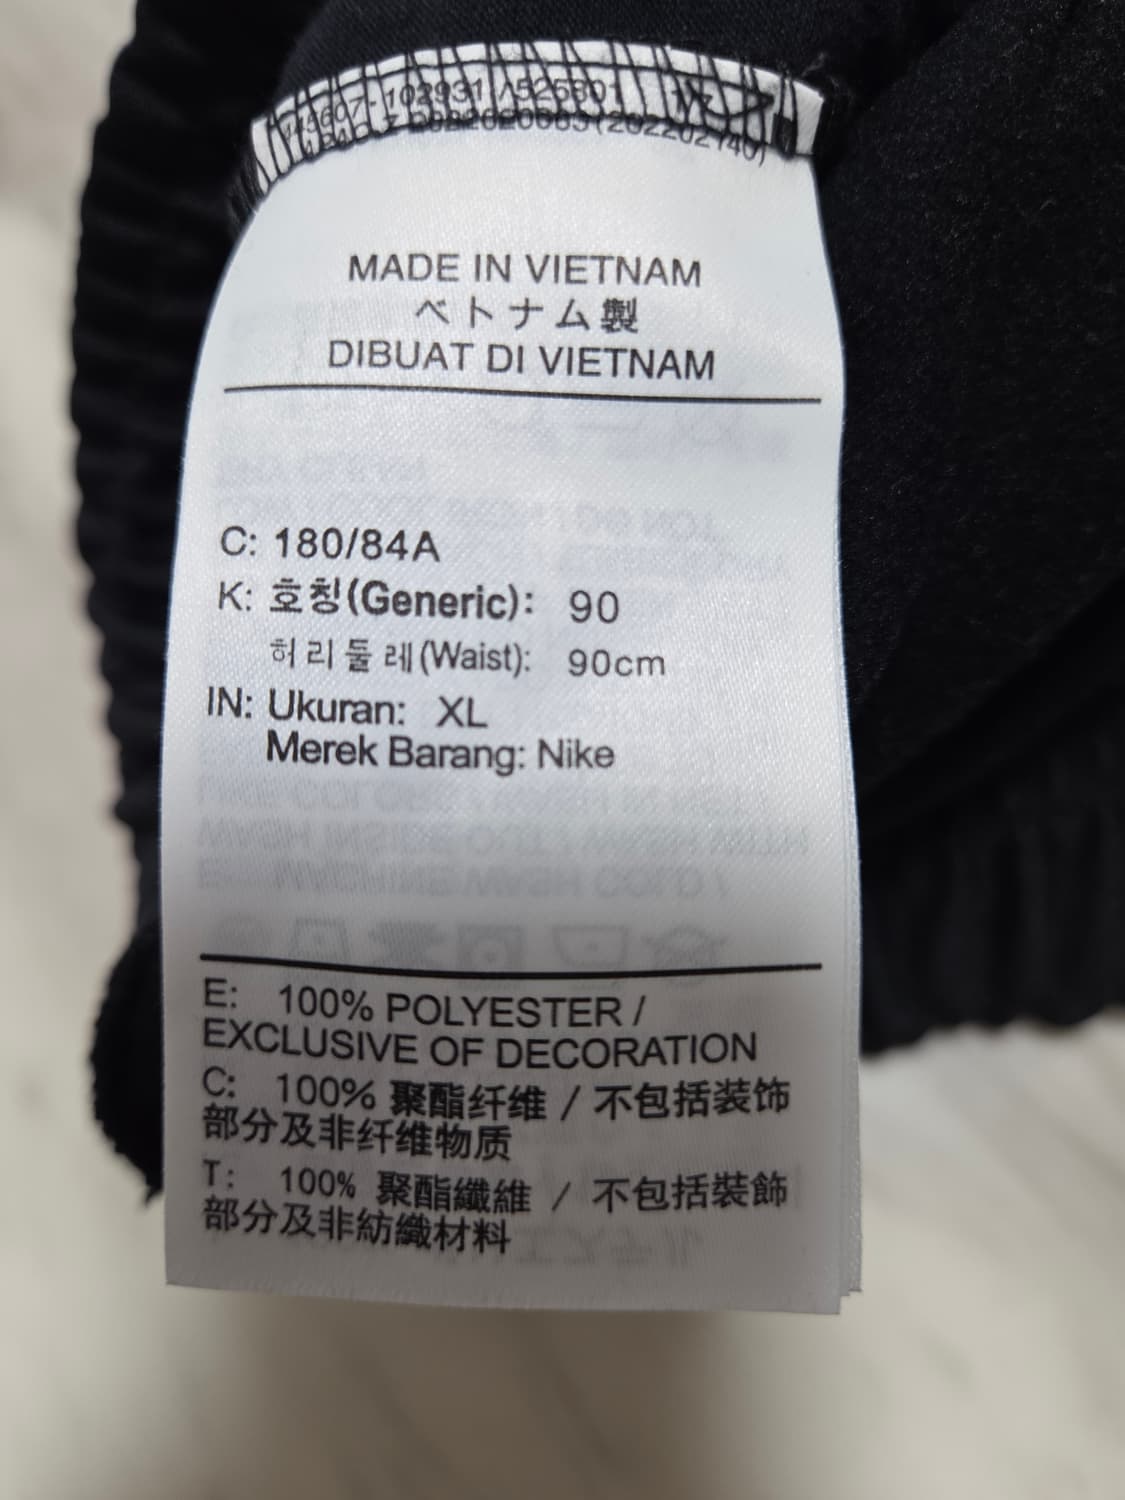 102931 /525801
MADE IN VIETNAM
ベトナム製
DIBUAT DI VIETNAM
C: 180/84A
K: 호칭(Generic): 90
허리둘레(Waist): 90cm
IN: Ukuran: XL
Merek Barang: Nike
E: 100% POLYESTER /
EXCLUSIVE OF DECORATION
C: 100% 聚酯纤维 / 不包括装饰
部分及非纤维物质
T: 100% 聚酯纖維 / 不包括裝飾
部分及非紡織材料